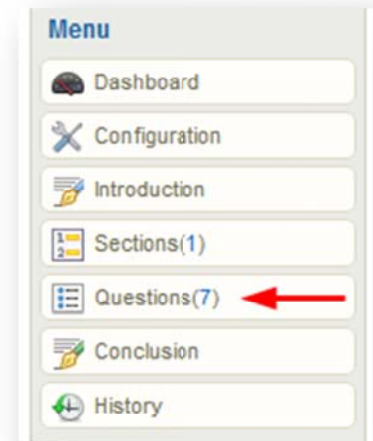 Menu
Dashboard
Configuration
Introduction
Sections(1)
Questions(7)
Conclusion
History